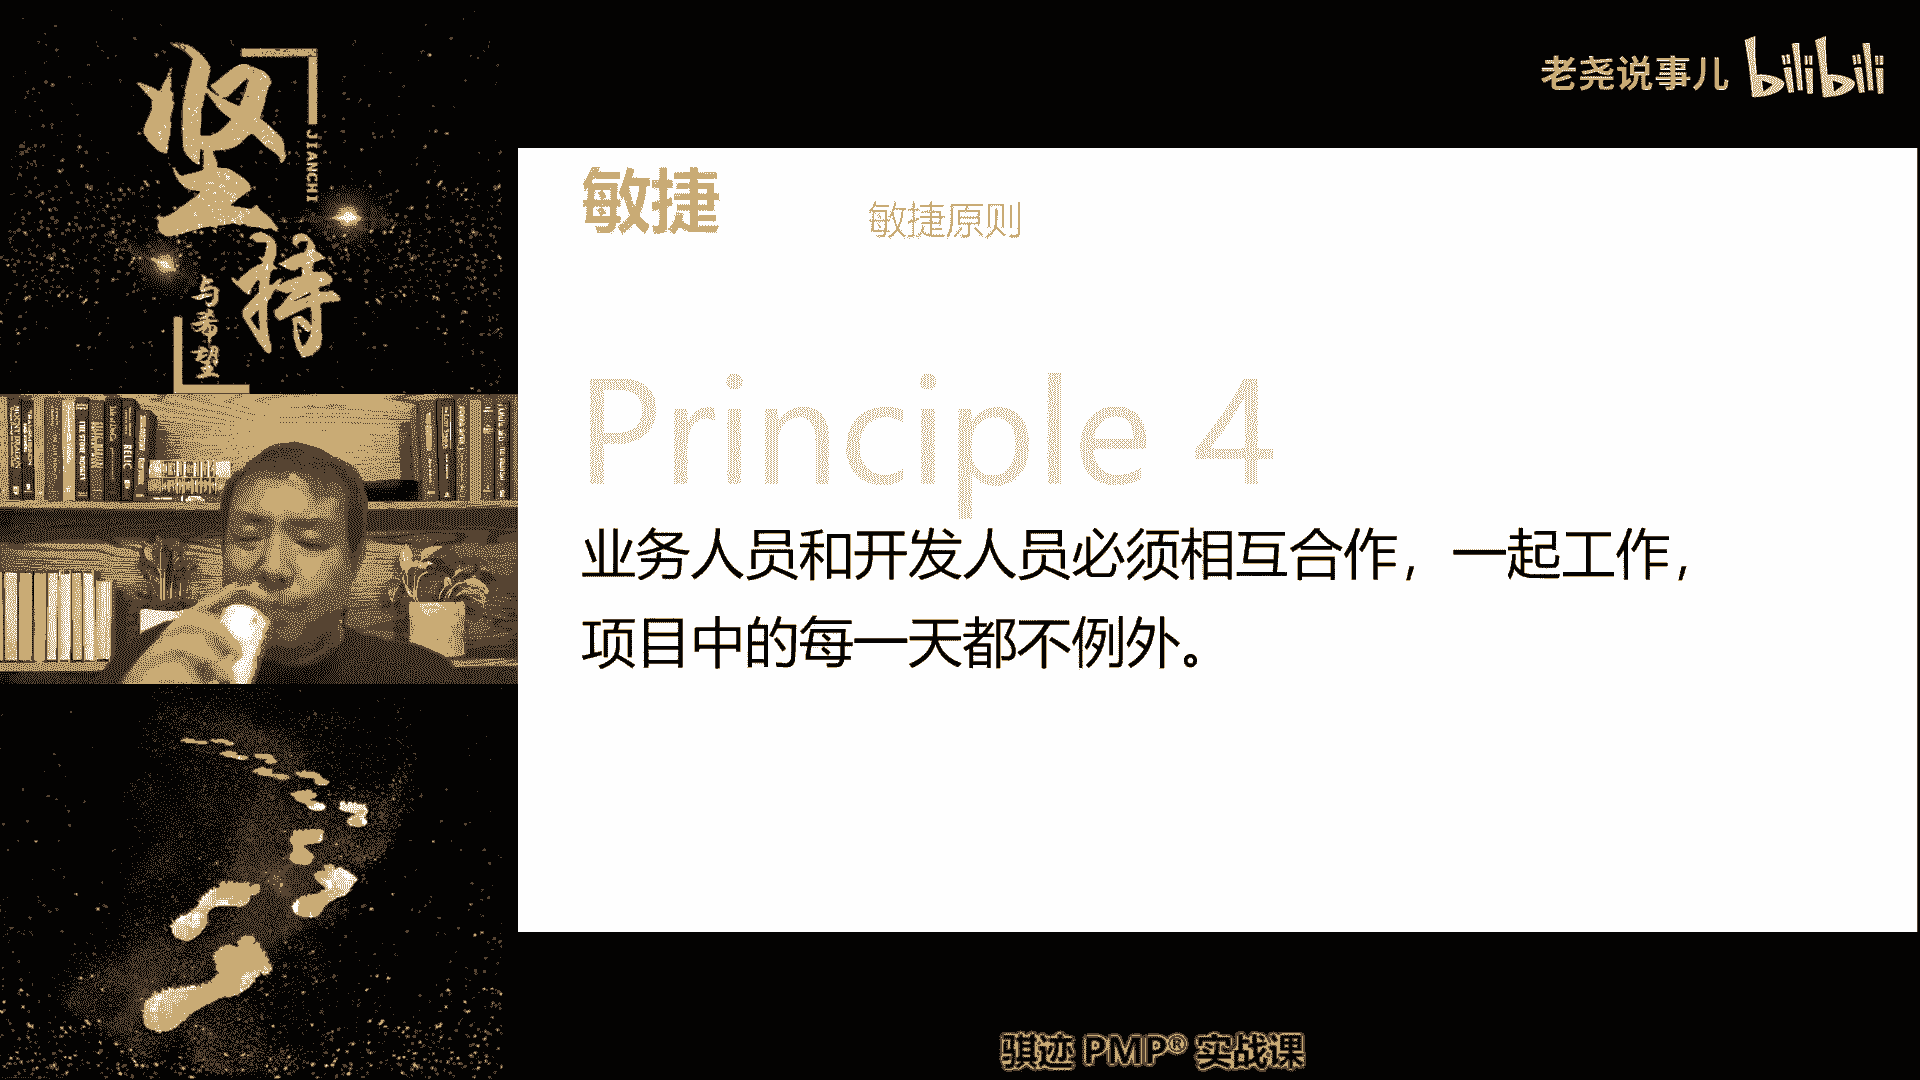 坚持
JIANCHI
与希望
老尧说事儿 bilibili
敏捷
敏捷原则
Principle 4
业务人员和开发人员必须相互合作，一起工作，
项目中的每一天都不例外。
骐迹 PMP® 实战课